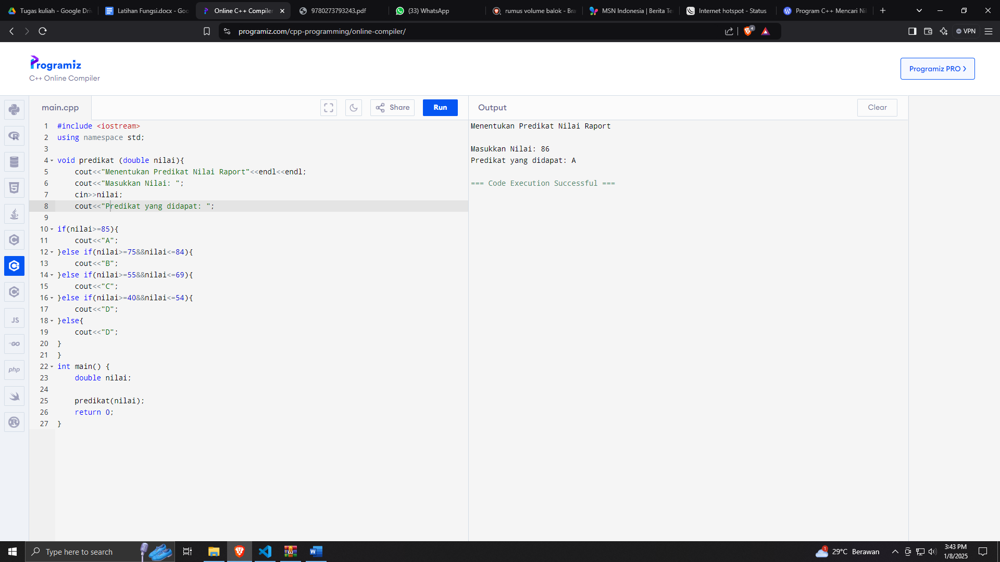 Tugas kuliah - Google Dri
Latihan Fungsi.docx - Goo
Online C++ Compiler
9780273793243.pdf
(33) WhatsApp
rumus volume balok - Bra
MSN Indonesia | Berita Te
Internet hotspot - Status
Program C++ Mencari Nil
programiz.com/cpp-programming/online-compiler/
4
VPN
Programiz
C++ Online Compiler
Programiz PRO
main.cpp
Share
Run
Output
Clear
1 #include <iostream>
2 using namespace std;
3
4 void predikat (double nilai){
5 cout<<"Menentukan Predikat Nilai Raport"<<endl<<endl;
6 cout<<"Masukkan Nilai: ";
7 cin>>nilai;
8 cout<<"Predikat yang didapat: ";
9
10 if(nilai>=85){
11 cout<<"A";
12 }else if(nilai>=75&&nilai<=84){
13 cout<<"B";
14 }else if(nilai>=55&&nilai<=69){
15 cout<<"C";
16 }else if(nilai>=40&&nilai<=54){
17 cout<<"D";
18 }else{
19 cout<<"D";
20 }
21 }
22 int main() {
23 double nilai;
24
25 predikat(nilai);
26 return 0;
27 }
Menentukan Predikat Nilai Raport
Masukkan Nilai: 86
Predikat yang didapat: A
=== Code Execution Successful ===
JS
GO
php
Type here to search
1
29°C Berawan
3:43 PM
1/8/2025